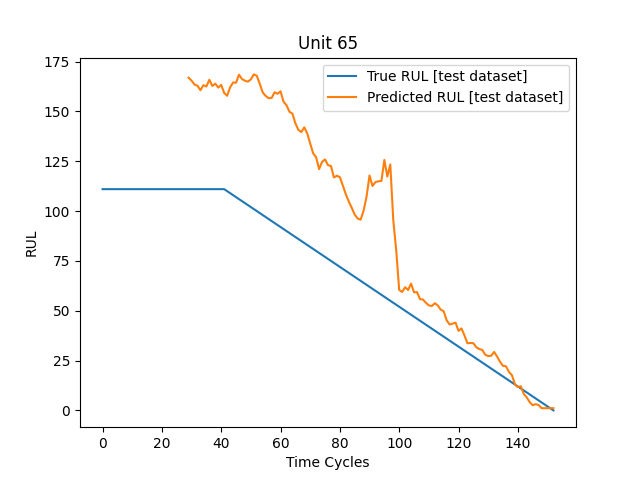 Unit 65
True RUL [test dataset]
Predicted RUL [test dataset]
175
150
125
100
75
50
25
0
RUL
0 20 40 60 80 100 120 140
Time Cycles